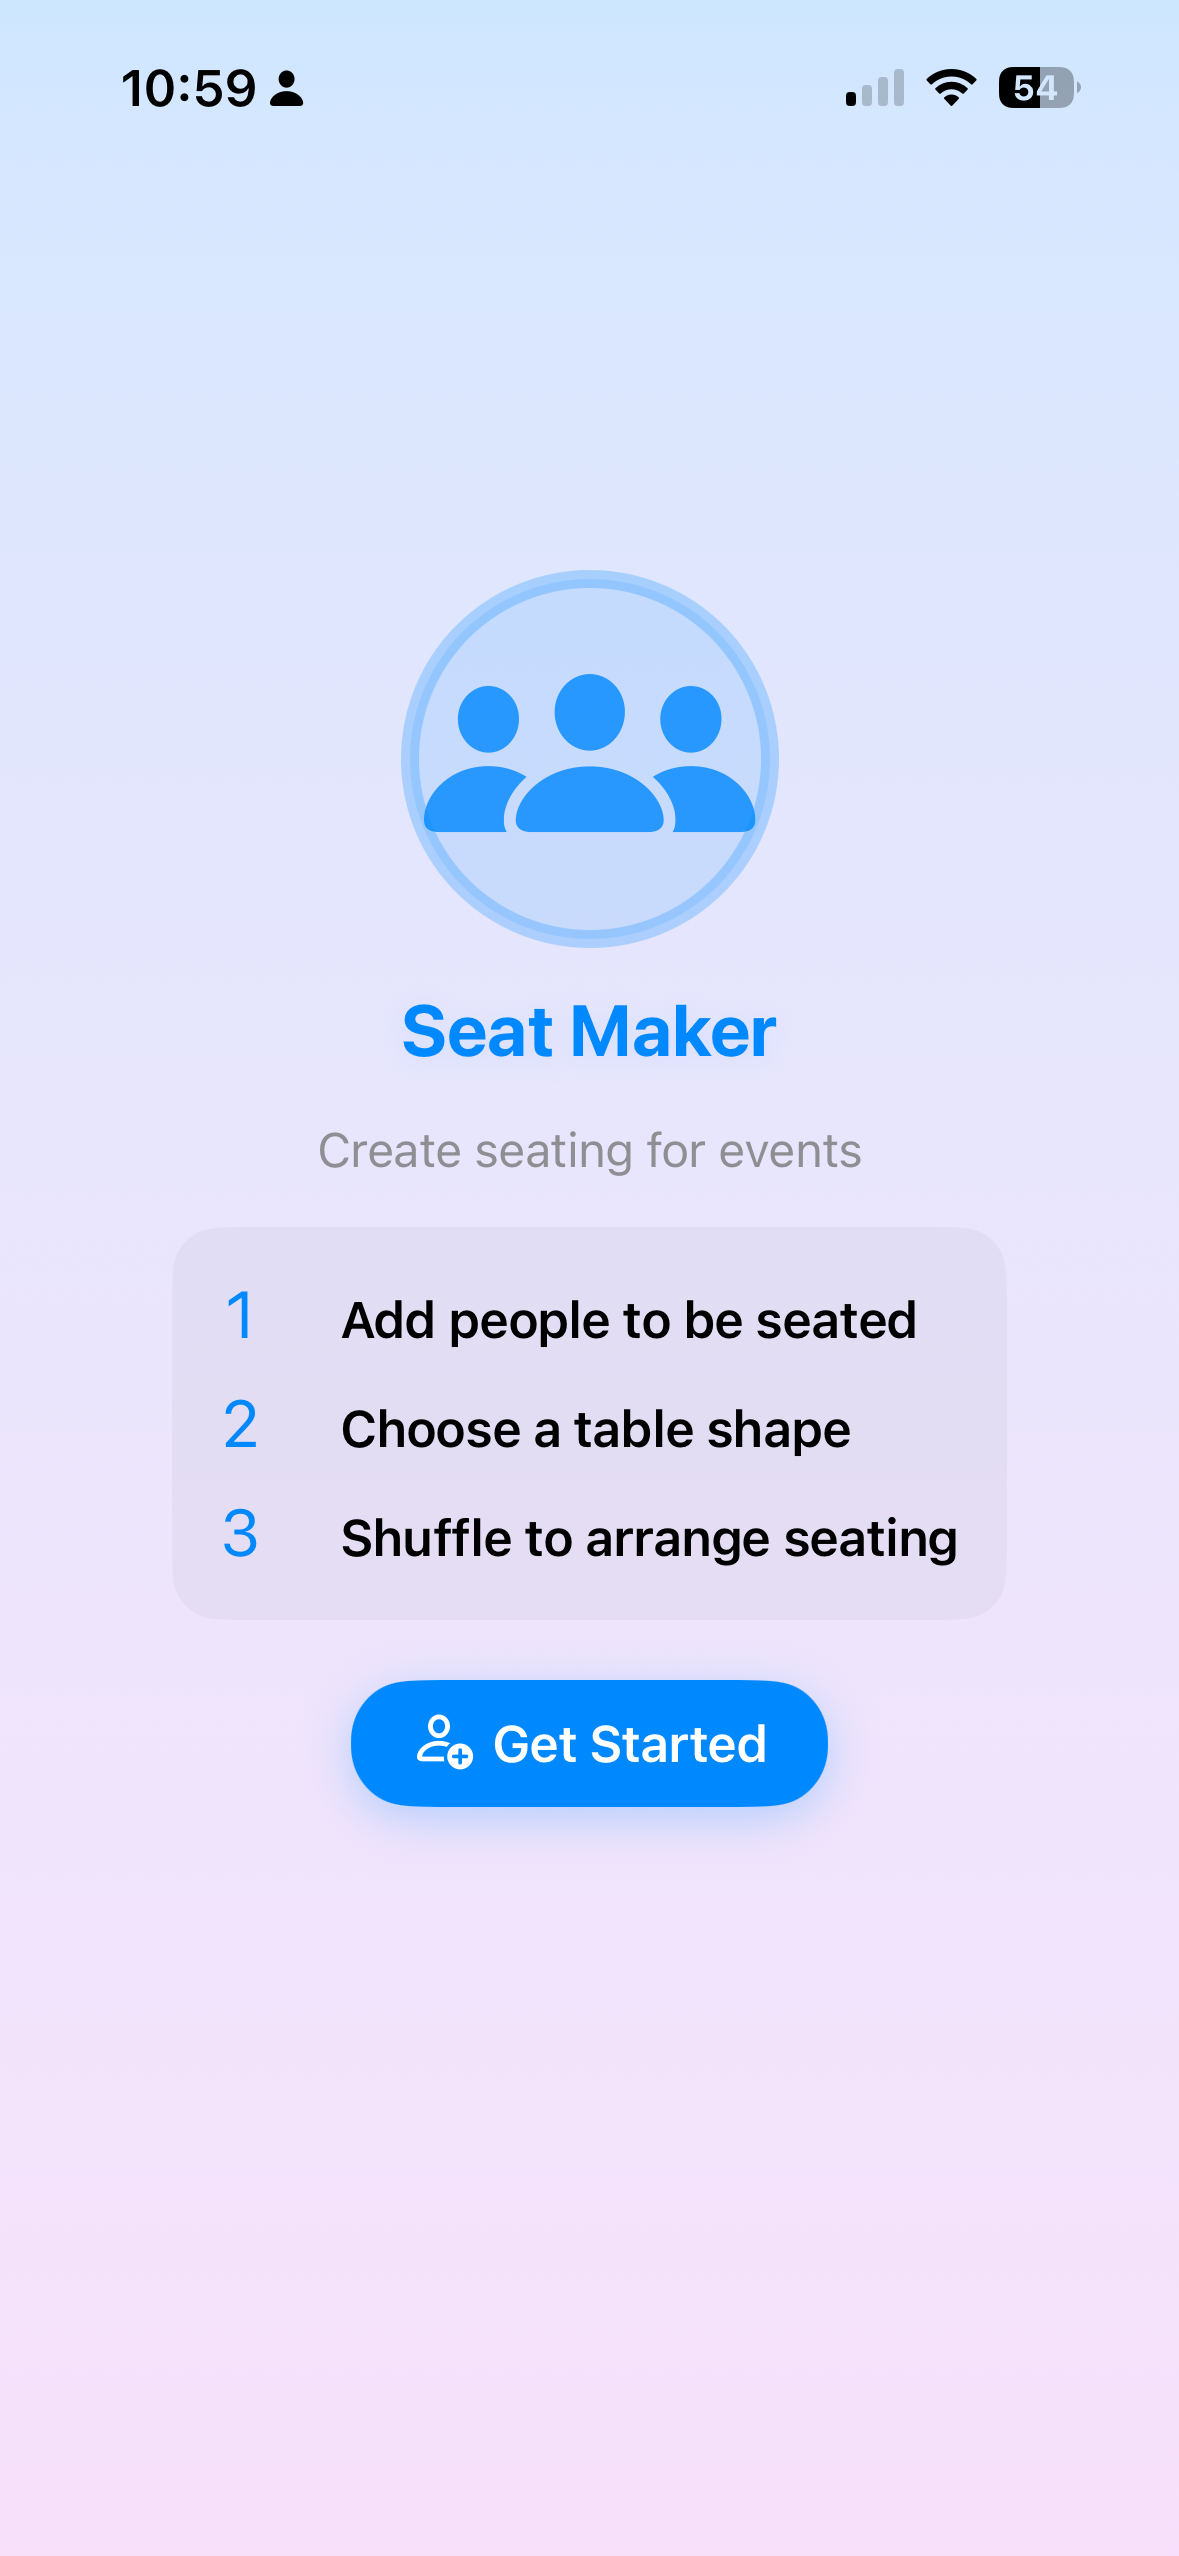 10:59
54
Seat Maker
Create seating for events
1 Add people to be seated
2 Choose a table shape
3 Shuffle to arrange seating
Get Started